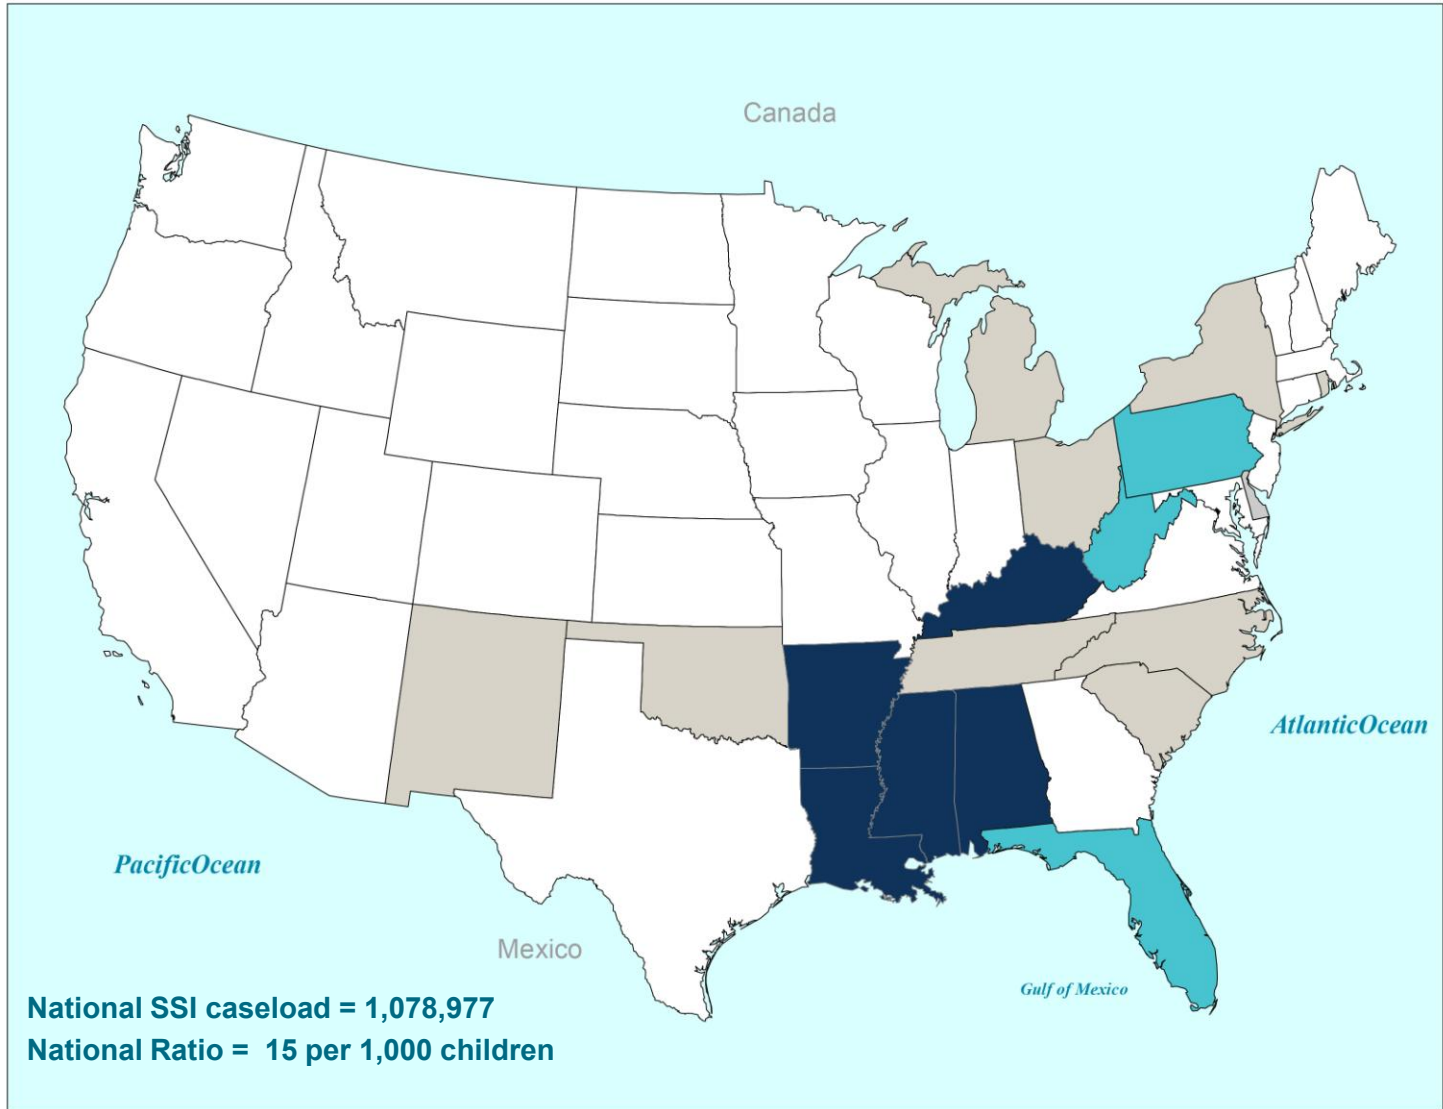 Canada
AtlanticOcean
PacificOcean
Mexico
Gulf of Mexico
National SSI caseload = 1,078,977
National Ratio =  15 per 1,000 children